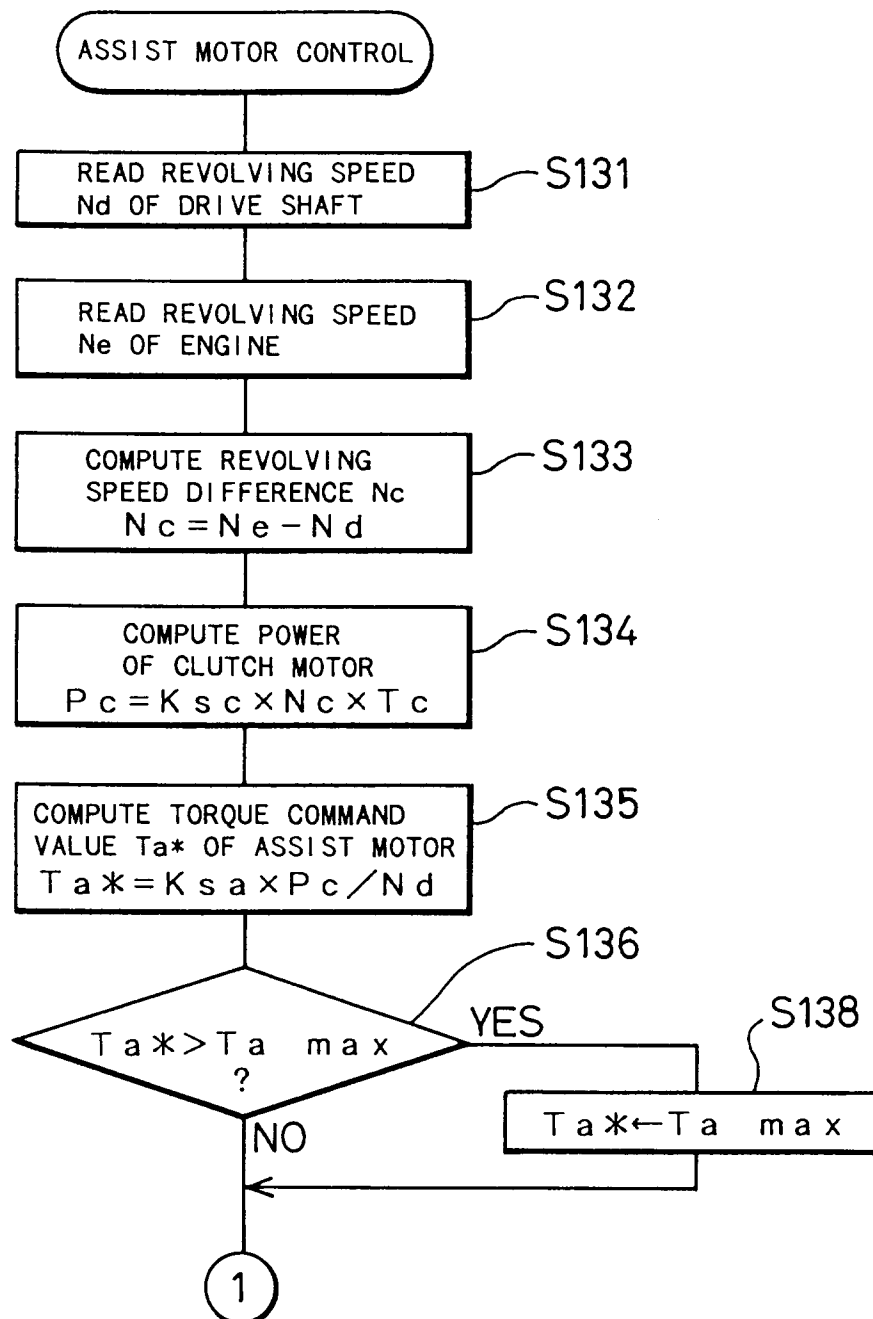 ASSIST MOTOR CONTROL
READ REVOLVING SPEED
Nd OF DRIVE SHAFT
S131
READ REVOLVING SPEED
Ne OF ENGINE
S132
COMPUTE REVOLVING
SPEED DIFFERENCE Nc
Nc=Ne-Nd
S133
COMPUTE POWER
OF CLUTCH MOTOR
Pc=Ksc×Nc×Tc
S134
COMPUTE TORQUE COMMAND
VALUE Ta* OF ASSIST MOTOR
Ta*=Ksa×Pc/Nd
S135
S136
Ta*>Ta max
?
YES
S138
Ta*←Ta max
NO
1